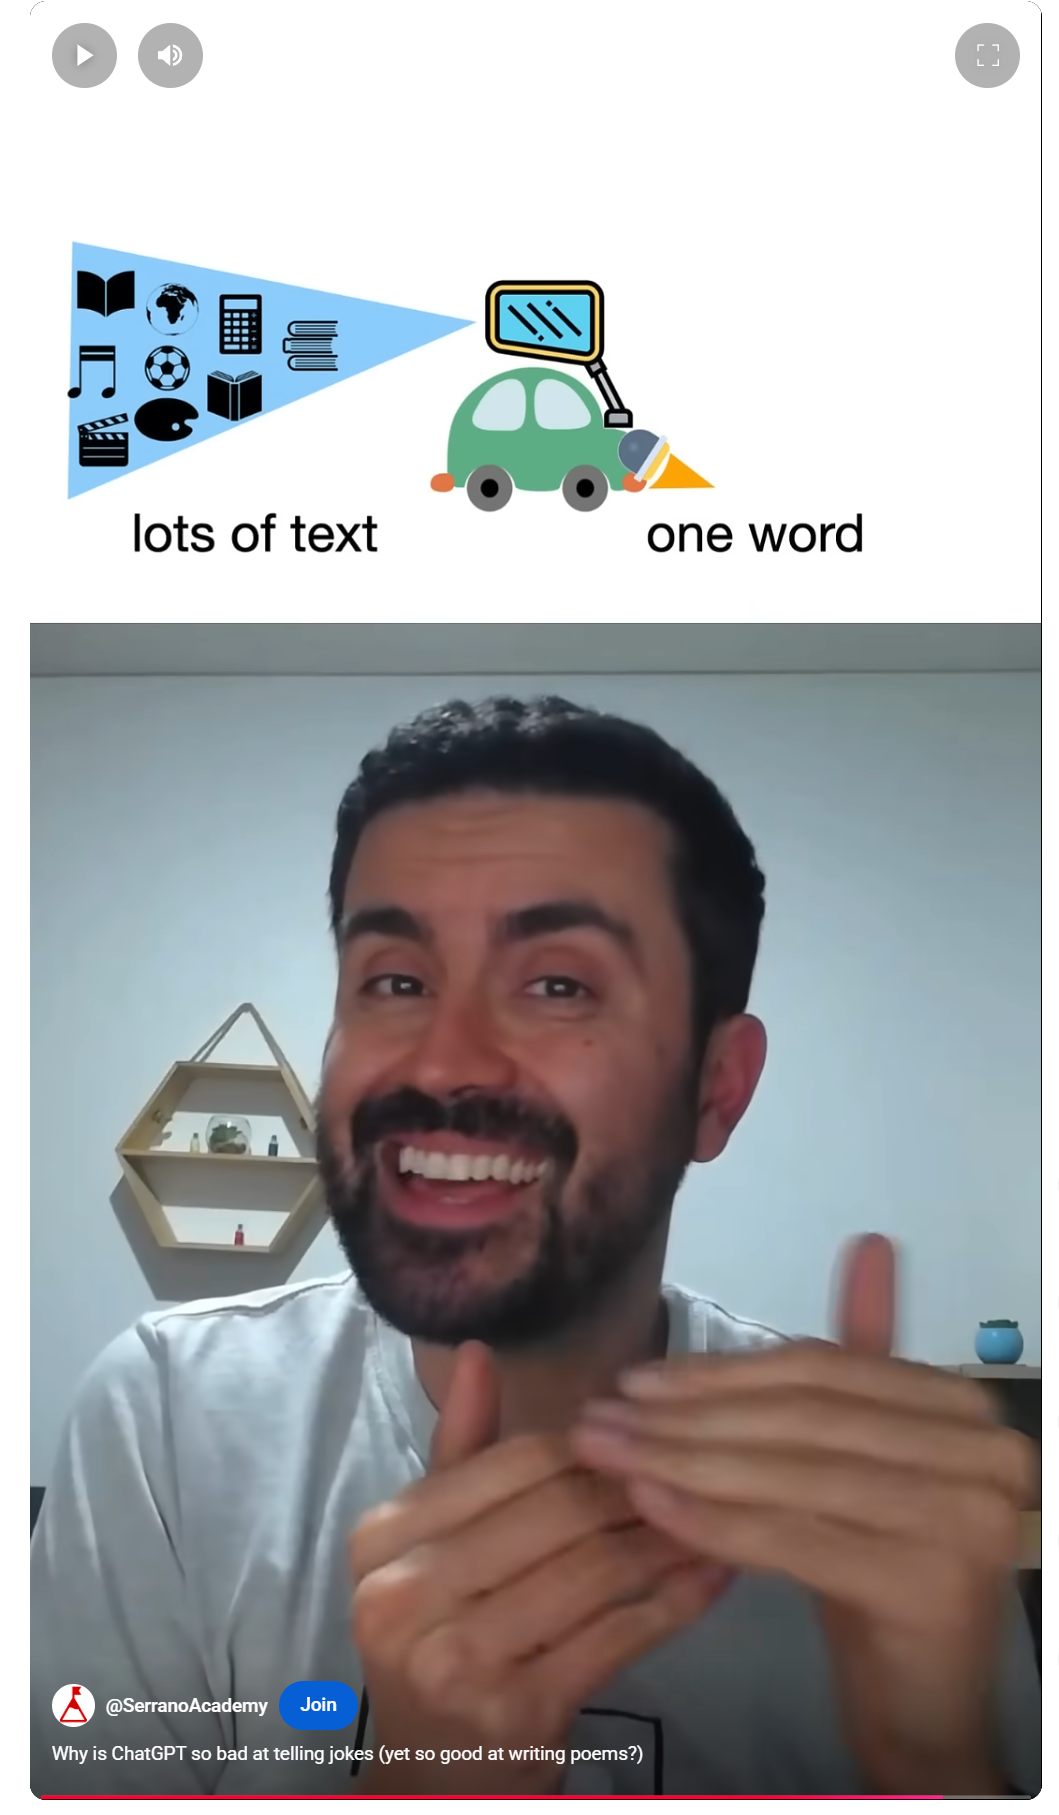 lots of text
one word
@SerranoAcademy
Join
Why is ChatGPT so bad at telling jokes (yet so good at writing poems?)